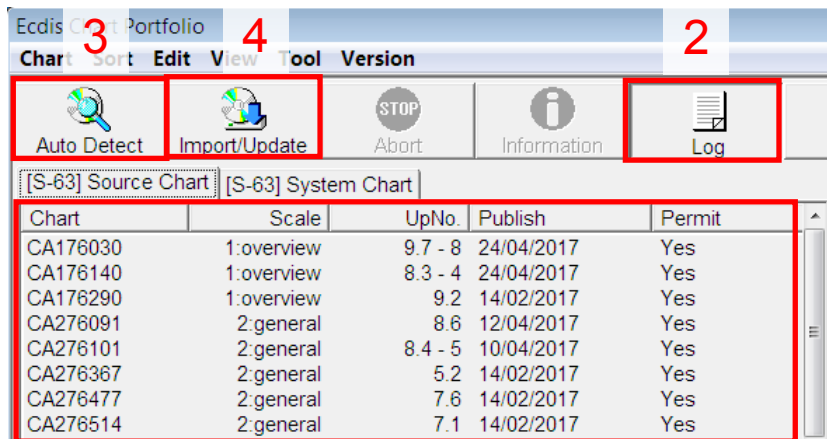 Ecdis Chart Portfolio
3 4 2
Chart Sort Edit View Tool Version
STOP
Auto Detect Import/Update Abort Information Log
[S-63] Source Chart [S-63] System Chart
Chart Scale UpNo. Publish Permit
CA176030 1:overview 9.7 - 8 24/04/2017 Yes
CA176140 1:overview 8.3 - 4 24/04/2017 Yes
CA176290 1:overview 9.2 14/02/2017 Yes
CA276091 2:general 8.6 12/04/2017 Yes
CA276101 2:general 8.4 - 5 10/04/2017 Yes
CA276367 2:general 5.2 14/02/2017 Yes
CA276477 2:general 7.6 14/02/2017 Yes
CA276514 2:general 7.1 14/02/2017 Yes